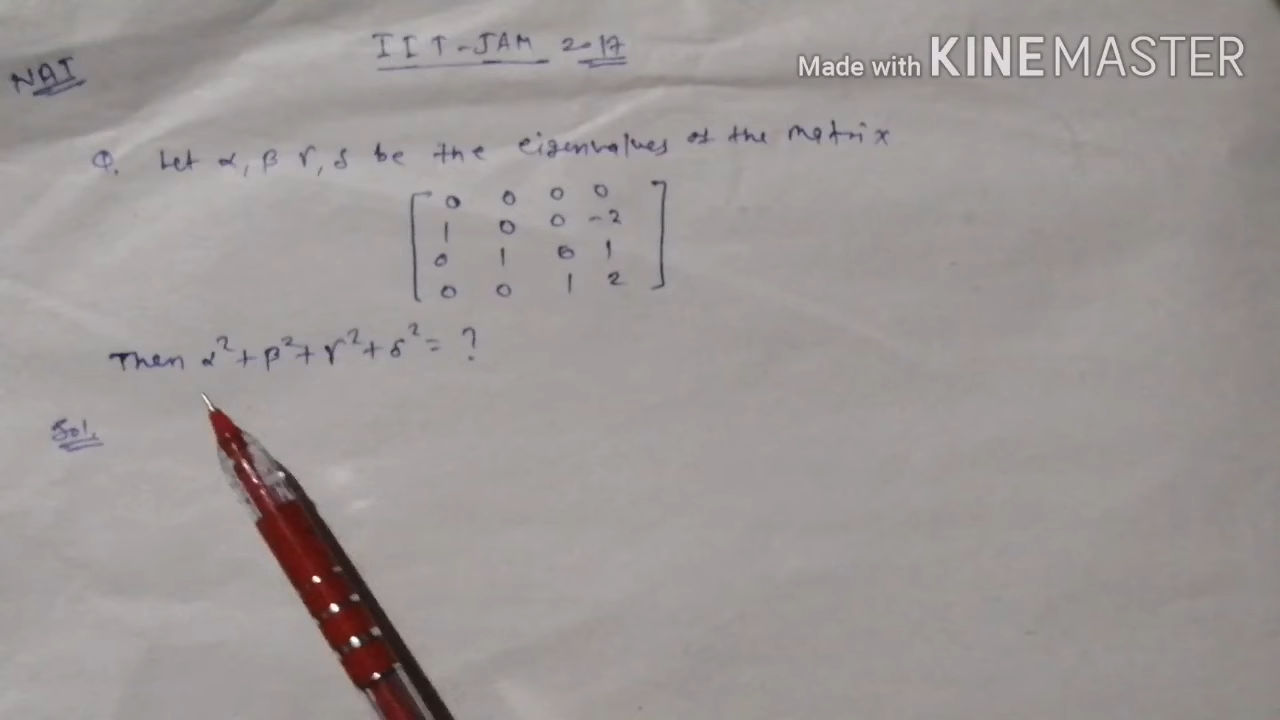 NAT
IIT-JAM 2017
Made with KINEMASTER
Q. Let α, β γ, δ be the eigenvalues of the matrix
0 0 0 0
1 0 0 -2
0 1 0 1
0 0 1 2
Then α²+β²+γ²+δ² = ?
Sol.